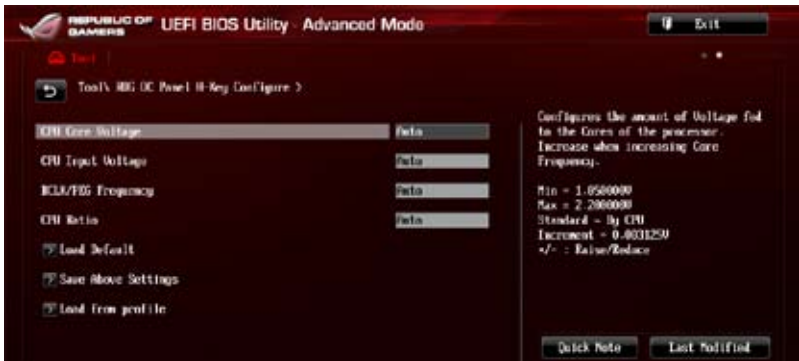 REPUBLIC OF GAMERS UEFI BIOS Utility - Advanced Mode
Exit
Tool
Tool\ ROG OC Panel H-Key Configure >
CPU Core Voltage Auto
CPU Input Voltage Auto
BCLK/PEG Frequency Auto
CPU Ratio Auto
Load Default
Save Above Settings
Load from profile
Configures the amount of Voltage fed
to the Cores of the processor.
Increase when increasing Core
Frequency.
Min = 1.050000V
Max = 2.200000V
Standard = By CPU
Increment = 0.003125V
+/- : Raise/Reduce
Quick Note
Last Modified